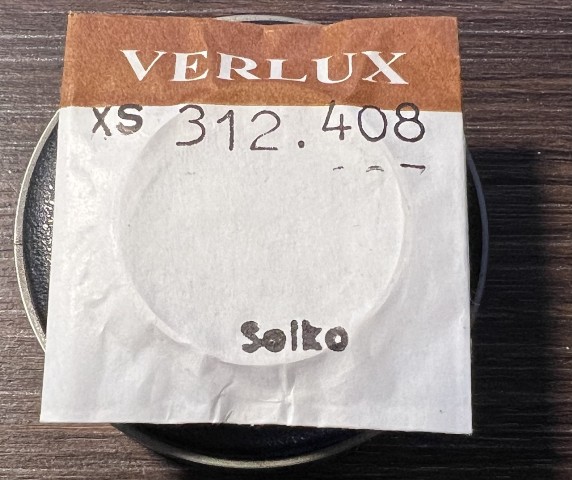 VERLUX
XS 312.408
Seiko